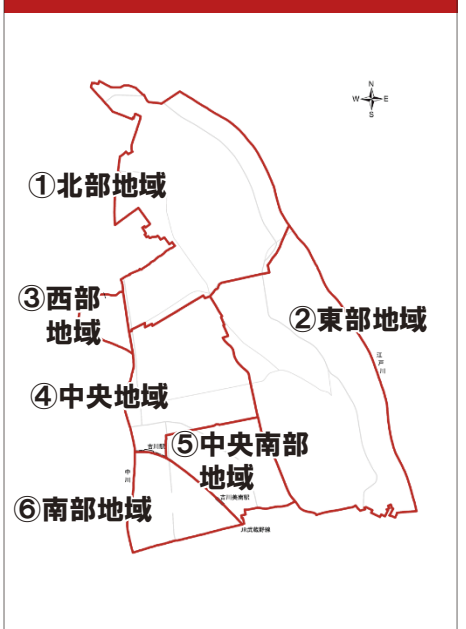 N
W E
S
①北部地域
③西部
地域
②東部地域
江戸川
④中央地域
吉川駅
⑤中央南部
地域
中川
吉川美南駅
⑥南部地域
JR武蔵野線